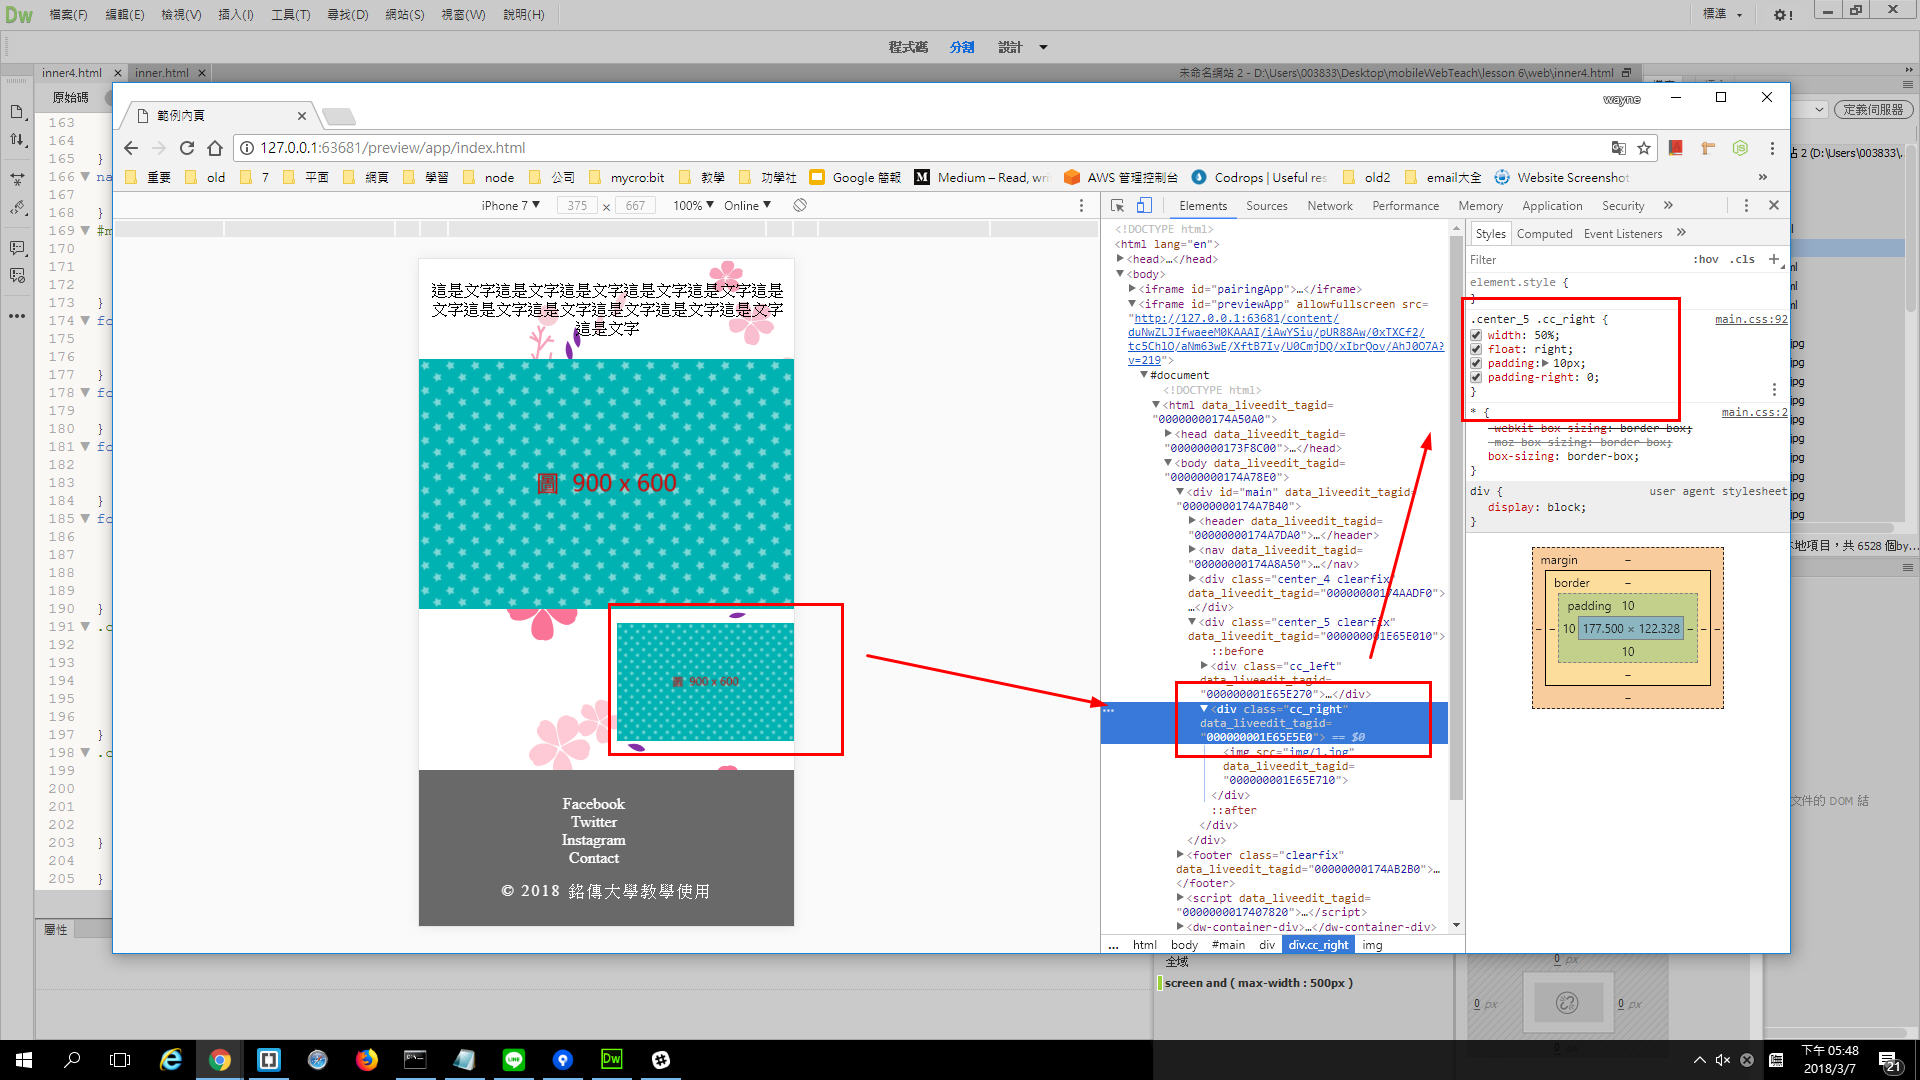 Dw 檔案(F) 編輯(E) 檢視(V) 插入(I) 工具(T) 尋找(D) 網站(S) 視窗(W) 說明(H) 標準
程式碼 分割 設計
inner4.html × inner.html ×
未命名網站 2 - D:\Users\003833\Desktop\mobileWebTeach\lesson 6\web\inner4.html
原始碼
定義伺服器
範例內頁
wayne
127.0.0.1:63681/preview/app/index.html
重要 old 7 平面 網頁 學習 node 公司 mycro:bit 教學 功學社 Google 簡報 Medium – Read, wri AWS 管理控制台 Codrops | Useful res old2 email大全 Website Screenshot »
iPhone 7 ▼ 375 × 667 100% ▼ Online ▼
Elements Sources Network Performance Memory Application Security »
163
164
165 }
166 ▼ na
167
168 }
169 ▼ #m
170
171
172
173 }
174 ▼ fo
175
176
177 }
178 ▼ fo
179
180 }
181 ▼ fo
182
183
184 }
185 ▼ fo
186
187
188
189
190 }
191 ▼ .c
192
193
194
195
196
197 }
198 ▼ .c
199
200
201
202
203 }
204
205 }
屬性
這是文字這是文字這是文字這是文字這是文字這是
文字這是文字這是文字這是文字這是文字這是文字
這是文字
圖 900 x 600
圖 900 x 600
Facebook
Twitter
Instagram
Contact
© 2018 銘傳大學教學使用
<!DOCTYPE html>
<html lang="en">
▶<head>…</head>
▼<body>
▶<iframe id="pairingApp">…</iframe>
▼<iframe id="previewApp" allowfullscreen src=
"http://127.0.0.1:63681/content/
duNwZLJIfwaeeM0KAAAI/iAwYSiu/pUR88Aw/0xTXCf2/
tc5ChlO/aNm63wE/XftB7Iv/U0CmjDQ/xIbrQov/AhJ0O7A?
v=219">
▼#document
<!DOCTYPE html>
▼<html data_liveedit_tagid=
"00000000174A50A0">
▶<head data_liveedit_tagid=
"00000000173F8C00">…</head>
▼<body data_liveedit_tagid=
"00000000174A78E0">
▼<div id="main" data_liveedit_tagid=
"00000000174A7B40">
▶<header data_liveedit_tagid=
"00000000174A7DA0">…</header>
▶<nav data_liveedit_tagid=
"00000000174A8A50">…</nav>
▶<div class="center_4 clearfix"
data_liveedit_tagid="00000000174AADF0">
…</div>
▼<div class="center_5 clearfix"
data_liveedit_tagid="000000001E65E010">
::before
▶<div class="cc_left"
data_liveedit_tagid=
"000000001E65E270">…</div>
▼<div class="cc_right"
data_liveedit_tagid=
"000000001E65E5E0"> == $0
<img src="img/1.jpg"
data_liveedit_tagid=
"000000001E65E710">
</div>
::after
</div>
</div>
▶<footer class="clearfix"
data_liveedit_tagid="00000000174AB2B0">…
</footer>
▶<script data_liveedit_tagid=
"0000000017407820">…</script>
▶<dw-container-div>…</dw-container-div>
... html body #main div div.cc_right img
Styles Computed Event Listeners »
Filter :hov .cls +
element.style {
}
.center_5 .cc_right { main.css:92
width: 50%;
float: right;
padding:▶ 10px;
padding-right: 0;
}
* { main.css:2
-webkit-box-sizing: border-box;
-moz-box-sizing: border-box;
box-sizing: border-box;
}
div { user agent stylesheet
display: block;
}
margin –
border –
padding 10
– – 10 177.500 × 122.328 – – –
10
–
–
站 2 (D:\Users\003833\...
本地項目，共 6528 個by...
文件的 DOM 結
全域
screen and ( max-width : 500px )
0 px
0 px 0 px
下午 05:48
2018/3/7
21